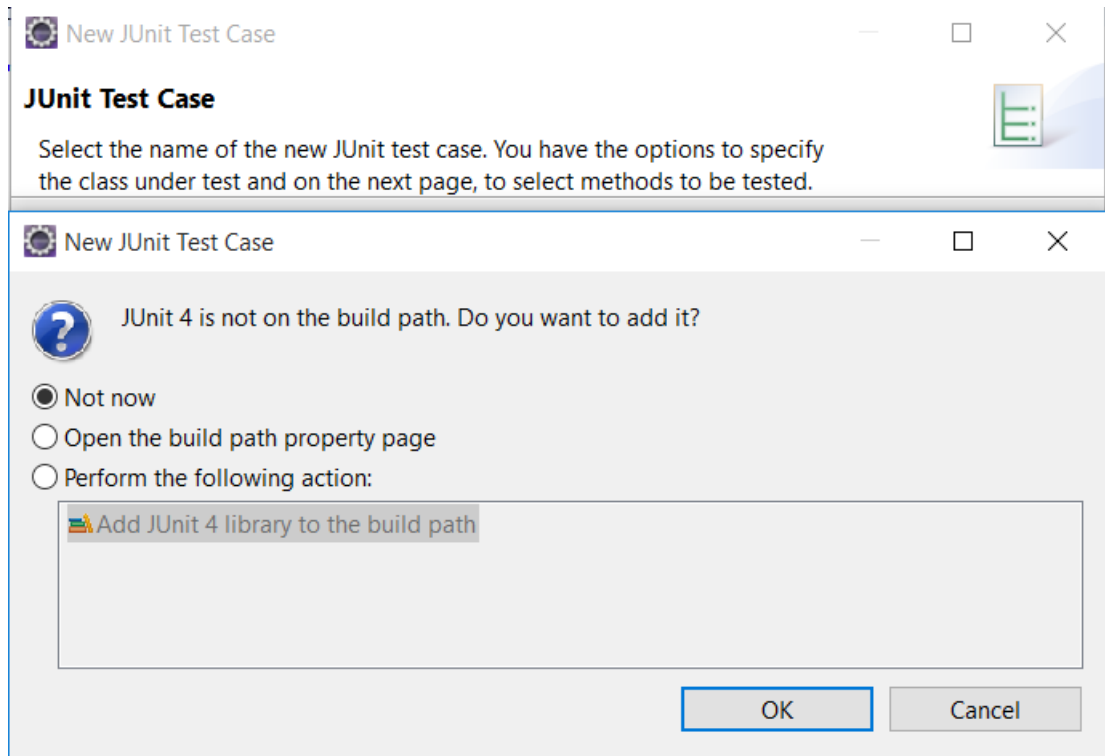 New JUnit Test Case
JUnit Test Case
Select the name of the new JUnit test case. You have the options to specify
the class under test and on the next page, to select methods to be tested.
New JUnit Test Case
JUnit 4 is not on the build path. Do you want to add it?
Not now
Open the build path property page
Perform the following action:
Add JUnit 4 library to the build path
OK
Cancel